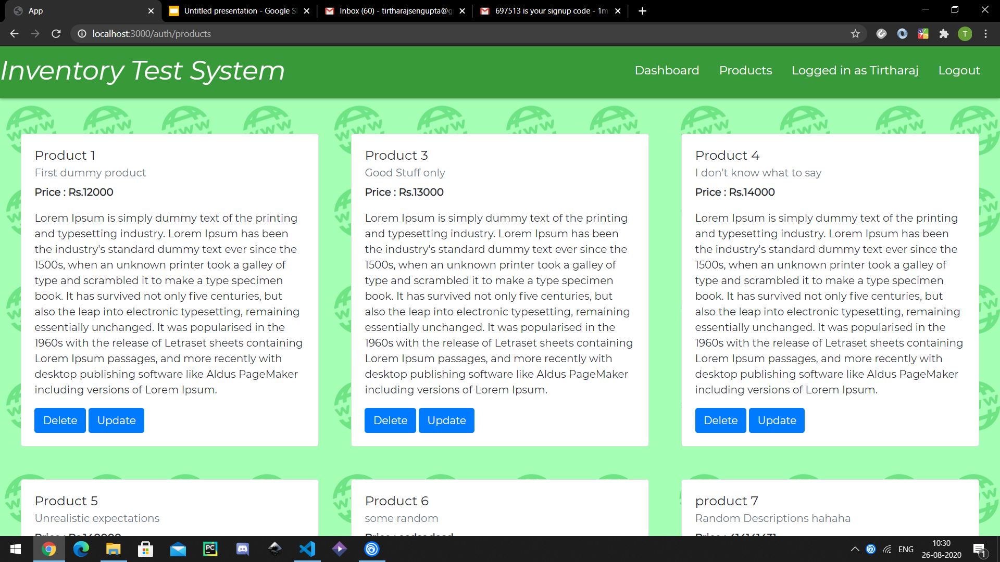 App
Untitled presentation - Google Sl
Inbox (60) - tirtharajsengupta@g
697513 is your signup code - 1m
localhost:3000/auth/products
T
Inventory Test System
Dashboard
Products
Logged in as Tirtharaj
Logout
Product 1
First dummy product
Price : Rs.12000
Lorem Ipsum is simply dummy text of the printing
and typesetting industry. Lorem Ipsum has been
the industry's standard dummy text ever since the
1500s, when an unknown printer took a galley of
type and scrambled it to make a type specimen
book. It has survived not only five centuries, but
also the leap into electronic typesetting, remaining
essentially unchanged. It was popularised in the
1960s with the release of Letraset sheets containing
Lorem Ipsum passages, and more recently with
desktop publishing software like Aldus PageMaker
including versions of Lorem Ipsum.
Delete Update
Product 3
Good Stuff only
Price : Rs.13000
Lorem Ipsum is simply dummy text of the printing
and typesetting industry. Lorem Ipsum has been
the industry's standard dummy text ever since the
1500s, when an unknown printer took a galley of
type and scrambled it to make a type specimen
book. It has survived not only five centuries, but
also the leap into electronic typesetting, remaining
essentially unchanged. It was popularised in the
1960s with the release of Letraset sheets containing
Lorem Ipsum passages, and more recently with
desktop publishing software like Aldus PageMaker
including versions of Lorem Ipsum.
Delete Update
Product 4
I don't know what to say
Price : Rs.14000
Lorem Ipsum is simply dummy text of the printing
and typesetting industry. Lorem Ipsum has been
the industry's standard dummy text ever since the
1500s, when an unknown printer took a galley of
type and scrambled it to make a type specimen
book. It has survived not only five centuries, but
also the leap into electronic typesetting, remaining
essentially unchanged. It was popularised in the
1960s with the release of Letraset sheets containing
Lorem Ipsum passages, and more recently with
desktop publishing software like Aldus PageMaker
including versions of Lorem Ipsum.
Delete Update
Product 5
Unrealistic expectations
Price : Rs.140000
Product 6
some random
Price :
product 7
Random Descriptions hahaha
Price :
PC
ENG
10:30
26-08-2020
1